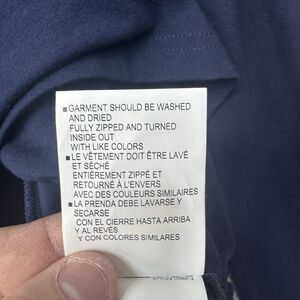 ■GARMENT SHOULD BE WASHED
AND DRIED
FULLY ZIPPED AND TURNED
INSIDE OUT
WITH LIKE COLORS
■LE VÊTEMENT DOIT ÊTRE LAVÉ
ET SÉCHÉ
ENTIÈREMENT ZIPPÉ ET
RETOURNÉ À L'ENVERS
AVEC DES COULEURS SIMILAIRES
■LA PRENDA DEBE LAVARSE Y
SECARSE
CON EL CIERRE HASTA ARRIBA
Y AL REVÉS
Y CON COLORES SIMILARES